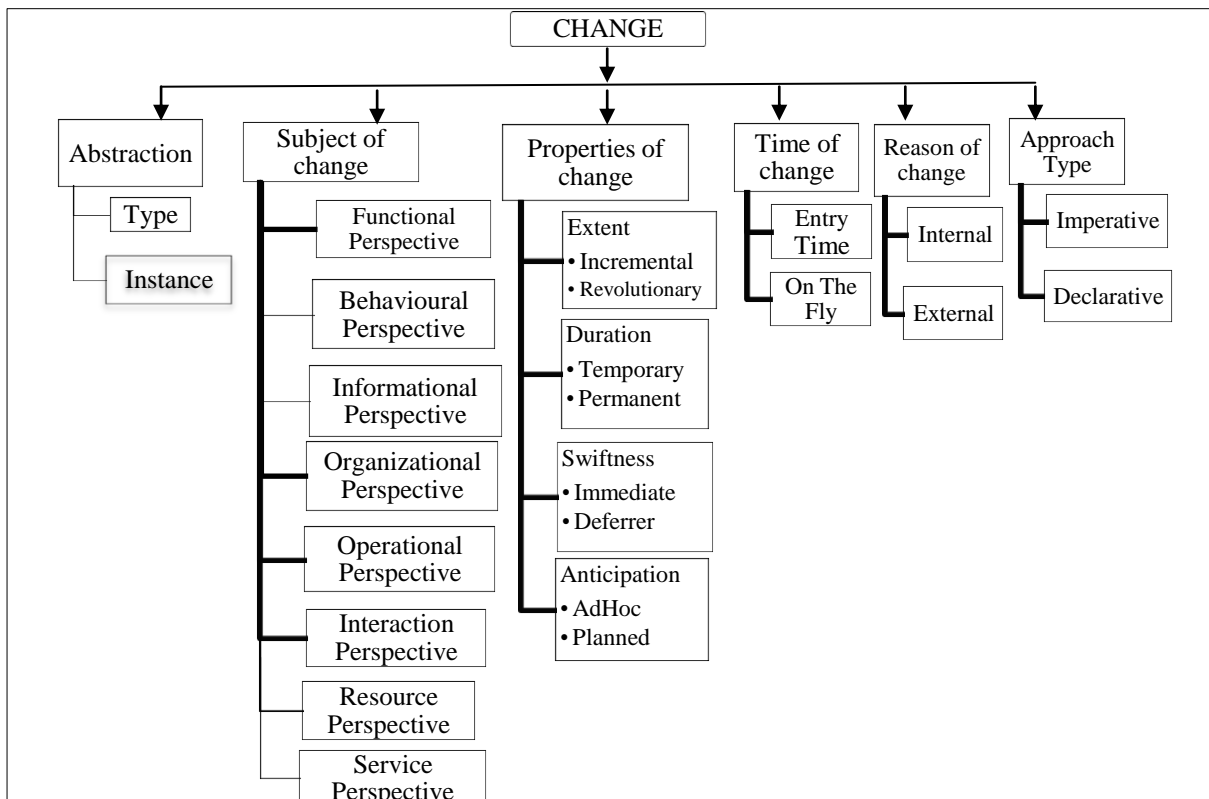 CHANGE
Abstraction
Type
Instance
Subject of
change
Functional
Perspective
Behavioural
Perspective
Informational
Perspective
Organizational
Perspective
Operational
Perspective
Interaction
Perspective
Resource
Perspective
Service
Perspective
Properties of
change
Extent
• Incremental
• Revolutionary
Duration
• Temporary
• Permanent
Swiftness
• Immediate
• Deferrer
Anticipation
• AdHoc
• Planned
Time of
change
Entry
Time
On The
Fly
Reason of
change
Internal
External
Approach
Type
Imperative
Declarative